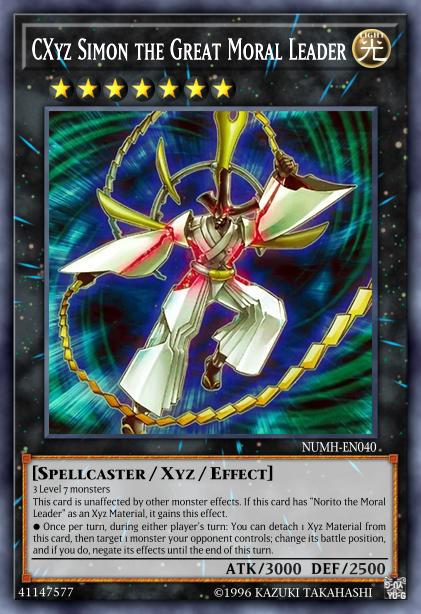 CXyz Simon the Great Moral Leader
LIGHT
光
NUMH-EN040
[Spellcaster / Xyz / Effect]
3 Level 7 monsters
This card is unaffected by other monster effects. If this card has "Norito the Moral
Leader" as an Xyz Material, it gains this effect.
● Once per turn, during either player's turn: You can detach 1 Xyz Material from
this card, then target 1 monster your opponent controls; change its battle position,
and if you do, negate its effects until the end of this turn.
ATK/3000 DEF/2500
41147577
©1996 KAZUKI TAKAHASHI